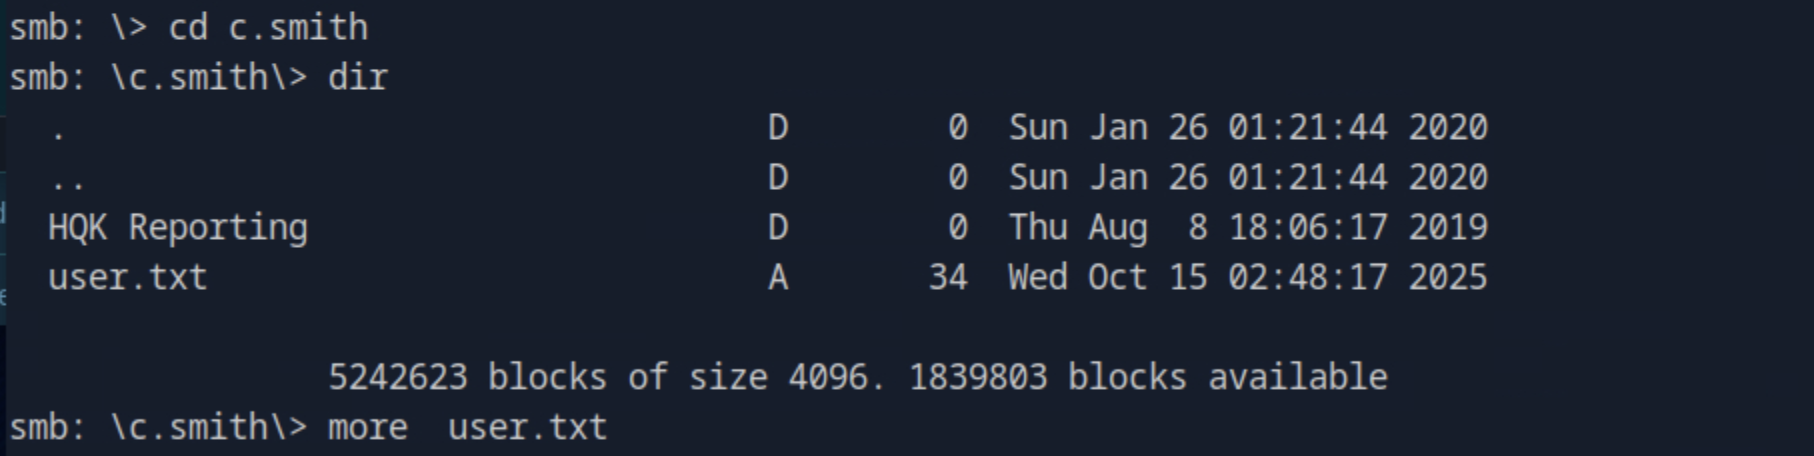 smb: \> cd c.smith
smb: \c.smith\> dir
  .                                   D        0  Sun Jan 26 01:21:44 2020
  ..                                  D        0  Sun Jan 26 01:21:44 2020
  HQK Reporting                       D        0  Thu Aug  8 18:06:17 2019
  user.txt                            A       34  Wed Oct 15 02:48:17 2025
                5242623 blocks of size 4096. 1839803 blocks available
smb: \c.smith\> more  user.txt